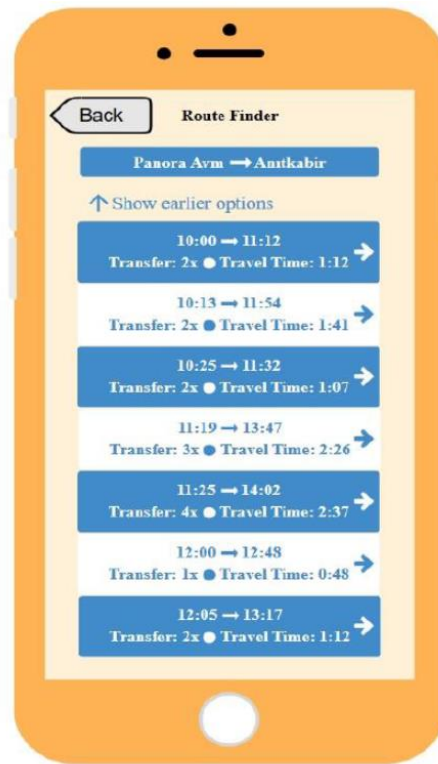 Back
Route Finder
Panora Avm → Anıtkabir
↑ Show earlier options
10:00 → 11:12
Transfer: 2x ● Travel Time: 1:12
10:13 → 11:54
Transfer: 2x ● Travel Time: 1:41
10:25 → 11:32
Transfer: 2x ● Travel Time: 1:07
11:19 → 13:47
Transfer: 3x ● Travel Time: 2:26
11:25 → 14:02
Transfer: 4x ● Travel Time: 2:37
12:00 → 12:48
Transfer: 1x ● Travel Time: 0:48
12:05 → 13:17
Transfer: 2x ● Travel Time: 1:12